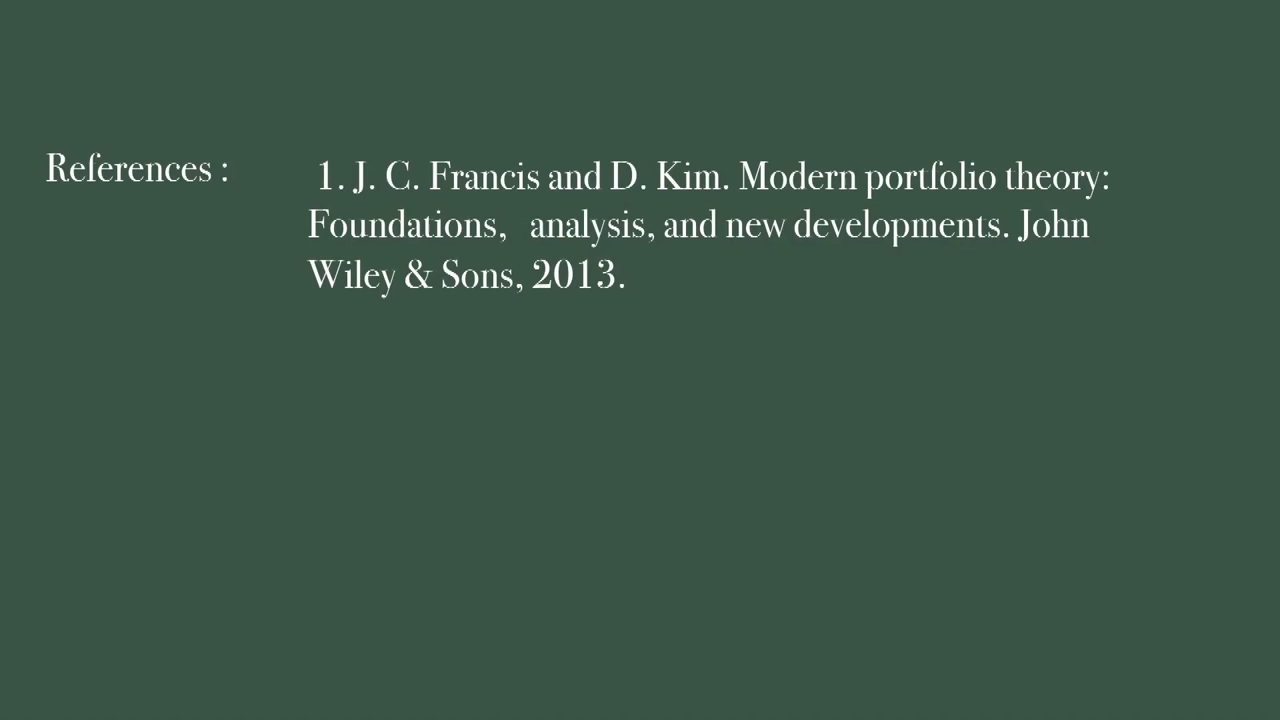 References :
1. J. C. Francis and D. Kim. Modern portfolio theory:
Foundations, analysis, and new developments. John
Wiley & Sons, 2013.